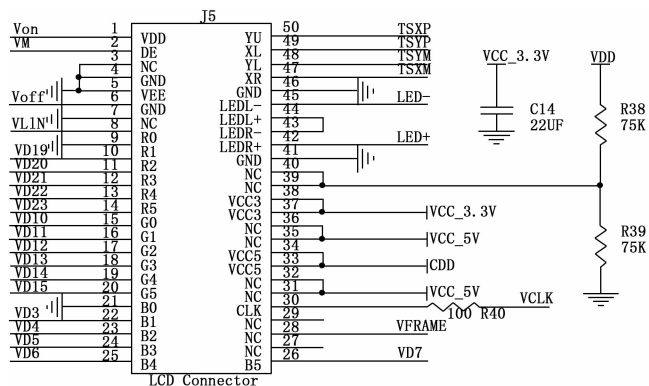 J5
Von 1 VDD YU 50 TSXP
VM 2 DE XL 49 TSYP
3 NC YL 48 TSYM
4 GND XR 47 TSXM
5 VEE GND 46
Voff 6 GND LEDL- 45 LED-
7 NC LEDL+ 44
VL1N 8 R0 LEDR- 43
9 R1 LEDR+ 42 LED+
VD19 10 R2 GND 41
VD20 11 R3 NC 40
VD21 12 R4 NC 39
VD22 13 R5 VCC3 38
VD23 14 G0 VCC3 37 VCC_3.3V
VD10 15 G1 NC 36
VD11 16 G2 NC 35 VCC_5V
VD12 17 G3 VCC5 34
VD13 18 G4 VCC5 33 CDD
VD14 19 G5 NC 32
VD15 20 B0 NC 31 VCC_5V
21 B1 CLK 30 100 R40 VCLK
VD3 22 B2 NC 29
VD4 23 B3 NC 28 VFRAME
VD5 24 B4 NC 27
VD6 25 B5 26 VD7
LCD Connector
VCC_3.3V
C14
22UF
VDD
R38
75K
R39
75K